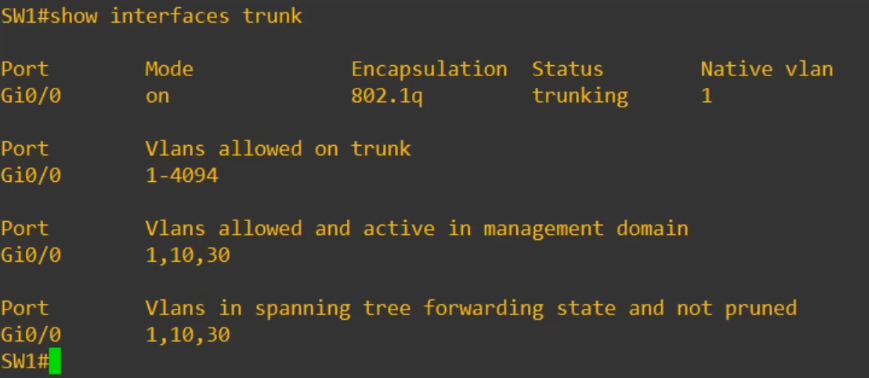 SW1#show interfaces trunk
Port Mode Encapsulation Status Native vlan
Gi0/0 on 802.1q trunking 1
Port Vlans allowed on trunk
Gi0/0 1-4094
Port Vlans allowed and active in management domain
Gi0/0 1,10,30
Port Vlans in spanning tree forwarding state and not pruned
Gi0/0 1,10,30
SW1#